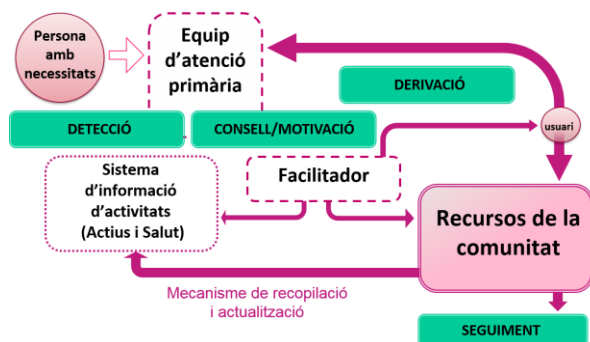 Persona
amb
necessitats
Equip
d'atenció
primària
DERIVACIÓ
DETECCIÓ
CONSELL/MOTIVACIÓ
usuari
Sistema
d'informació
d'activitats
(Actius i Salut)
Facilitador
Recursos de la
comunitat
Mecanisme de recopilació
i actualització
SEGUIMENT